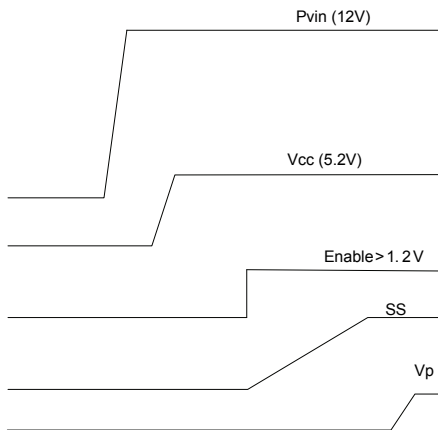 Pvin (12V)
Vcc (5.2V)
Enable>1.2V
SS
Vp